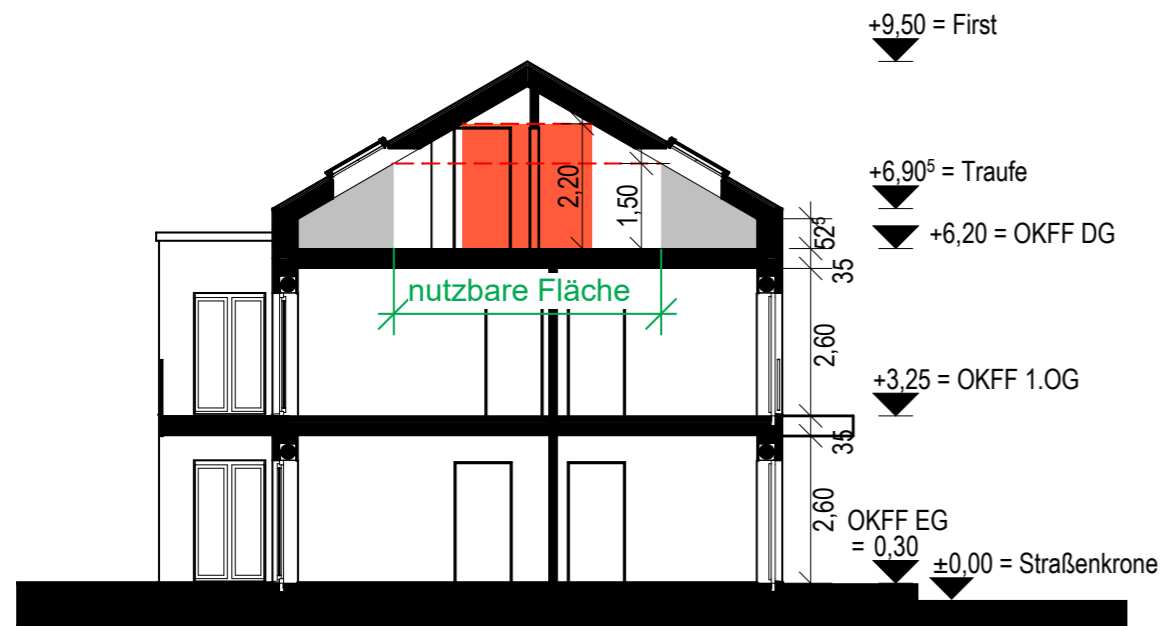 +9,50 = First
2,20
1,50
+6,90⁵ = Traufe
52⁵
+6,20 = OKFF DG
35
nutzbare Fläche
2,60
+3,25 = OKFF 1.OG
35
2,60
OKFF EG
= 0,30
±0,00 = Straßenkrone